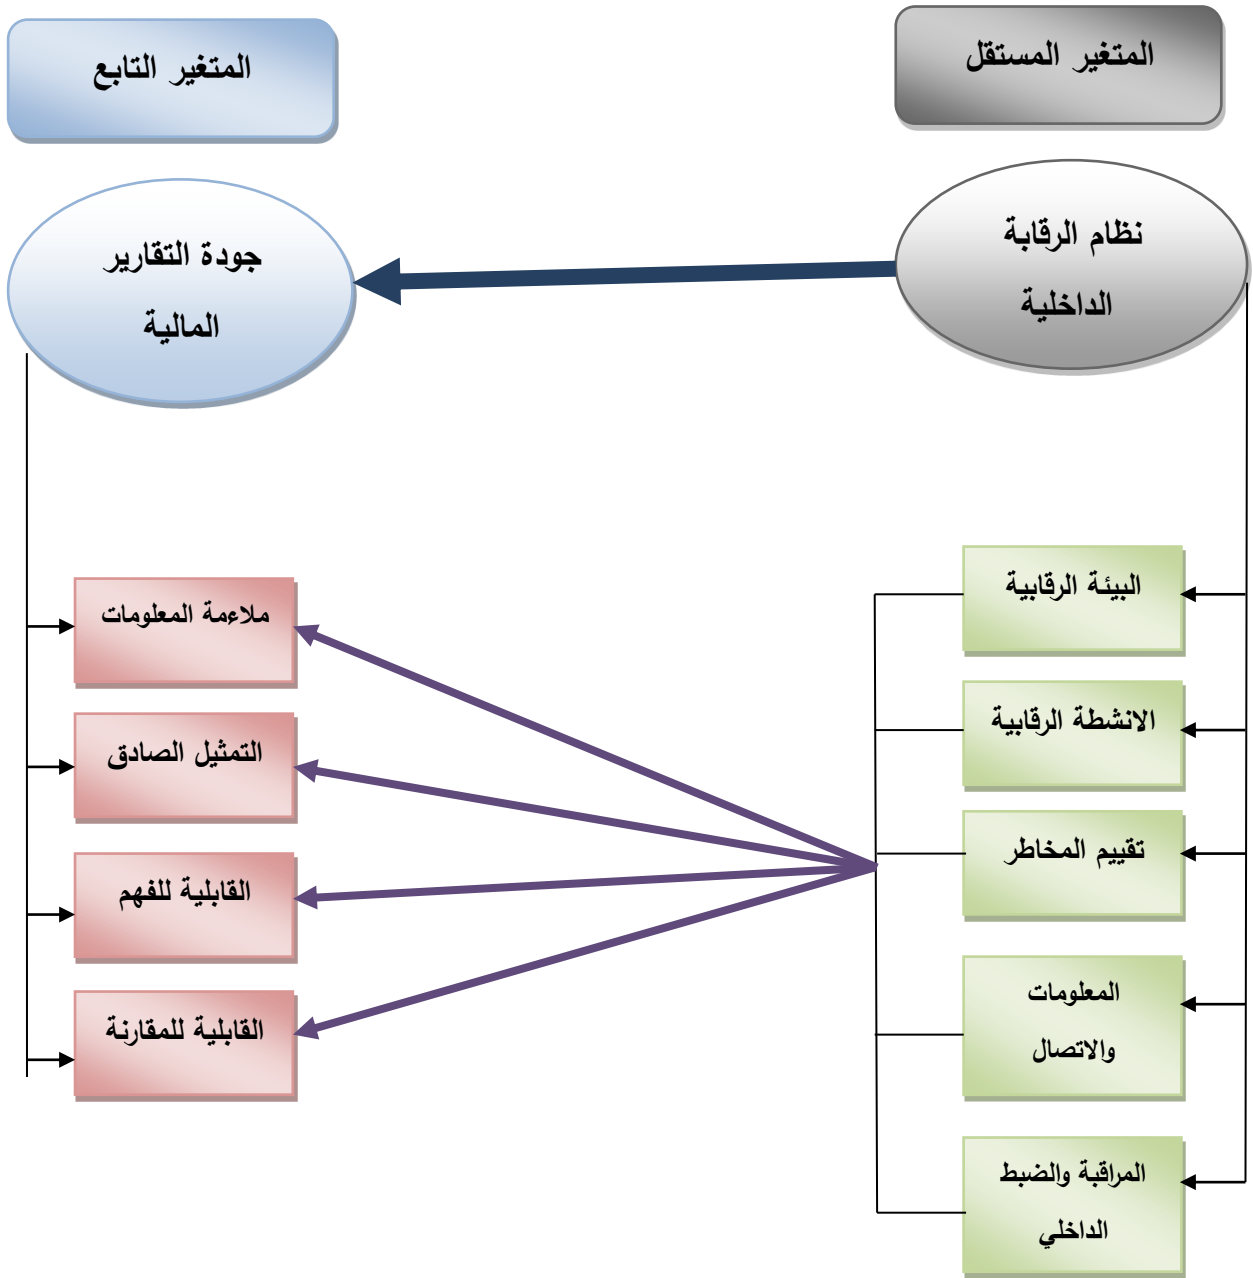 المتغير المستقل
المتغير التابع
نظام الرقابة
الداخلية
جودة التقارير
المالية
البيئة الرقابية
الانشطة الرقابية
تقييم المخاطر
المعلومات
والاتصال
المراقبة والضبط
الداخلي
ملاءمة المعلومات
التمثيل الصادق
القابلية للفهم
القابلية للمقارنة